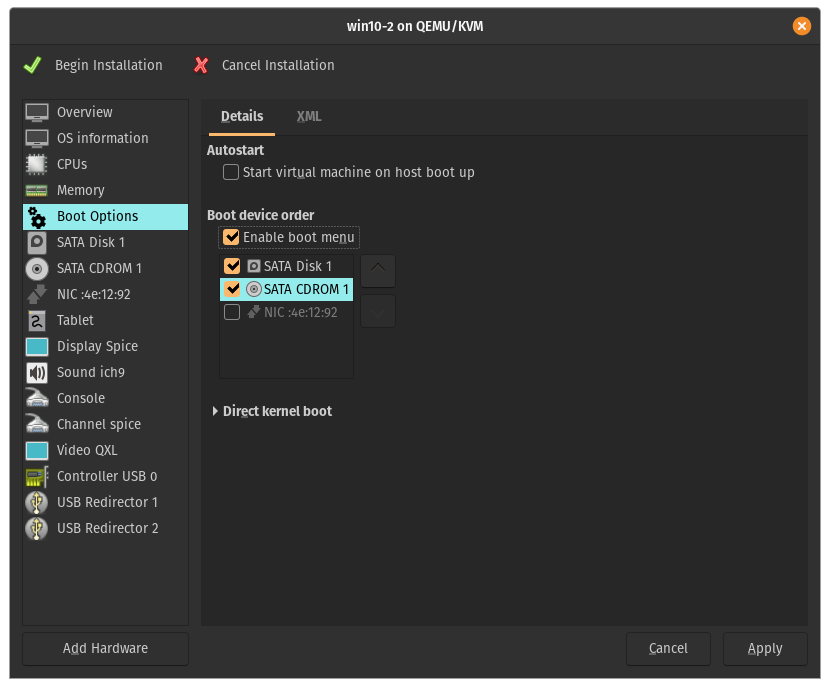 win10-2 on QEMU/KVM
Begin Installation
Cancel Installation
Overview
OS information
CPUs
Memory
Boot Options
SATA Disk 1
SATA CDROM 1
NIC :4e:12:92
Tablet
Display Spice
Sound ich9
Console
Channel spice
Video QXL
Controller USB 0
USB Redirector 1
USB Redirector 2
Add Hardware
Details
XML
Autostart
Start virtual machine on host boot up
Boot device order
Enable boot menu
SATA Disk 1
SATA CDROM 1
NIC :4e:12:92
Direct kernel boot
Cancel
Apply